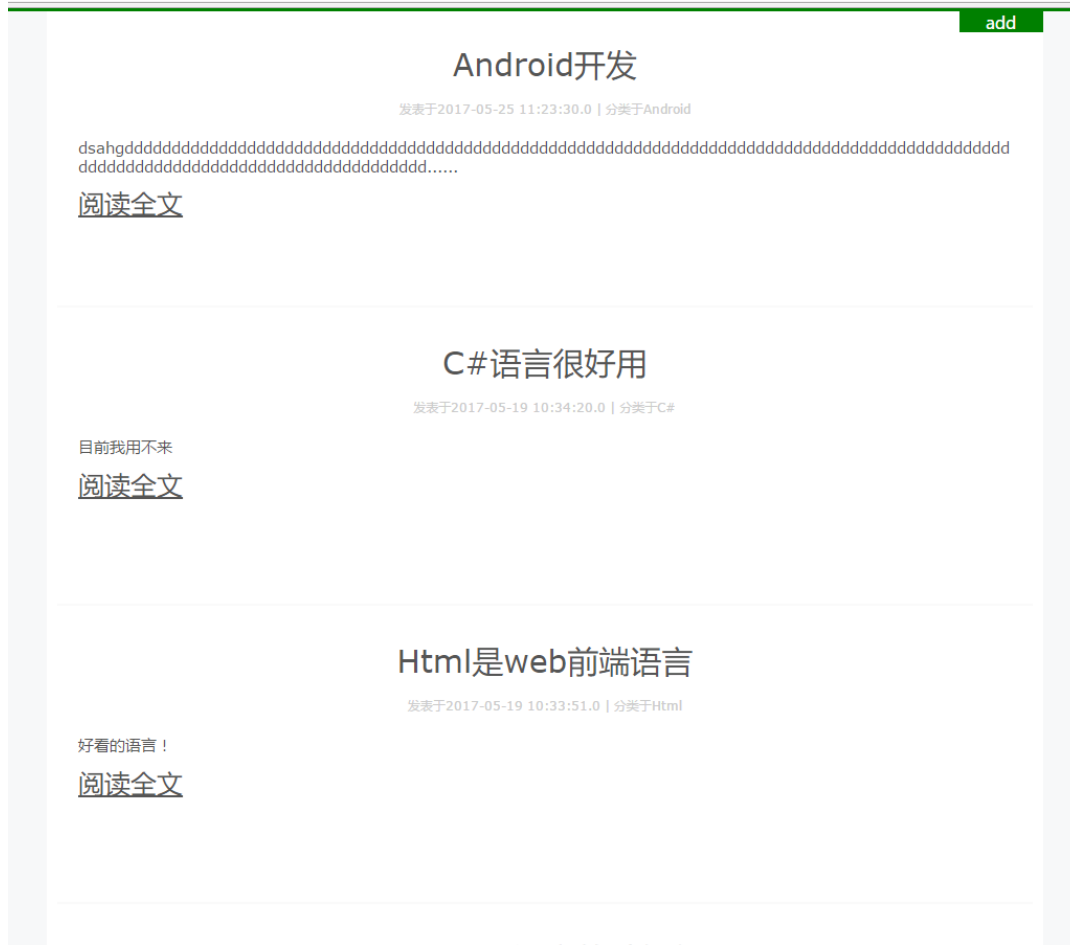 add
Android开发
发表于2017-05-25 11:23:30.0 | 分类于Android
dsahgddddddddddddddddddddddddddddddddddddddddddddddddddddddddddddddddddddddddddddddddddddddddddddddd
ddddddddddddddddddddddddddddddddddddd......
阅读全文
C#语言很好用
发表于2017-05-19 10:34:20.0 | 分类于C#
目前我用不来
阅读全文
Html是web前端语言
发表于2017-05-19 10:33:51.0 | 分类于Html
好看的语言！
阅读全文